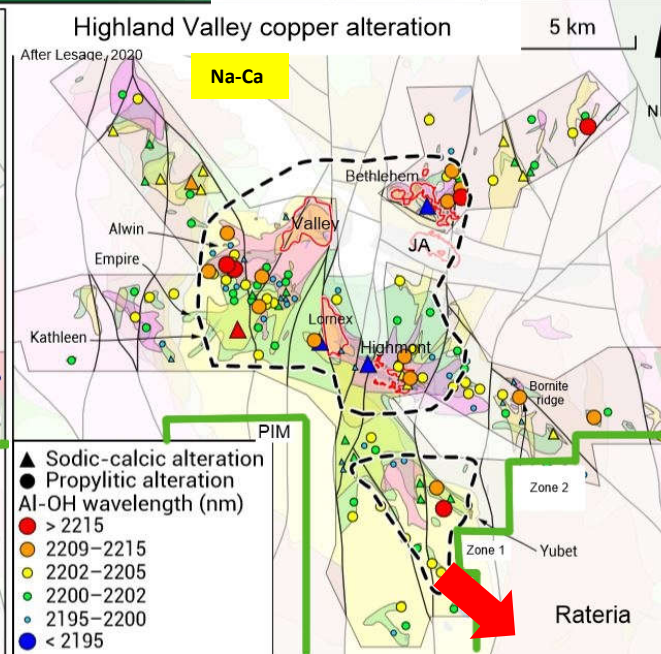 Highland Valley copper alteration
5 km
After Lesage, 2020
Na-Ca
N
Bethlehem
Valley
Alwin
JA
Empire
Lornex
Kathleen
Highmont
Bornite
ridge
PIM
Sodic-calcic alteration
Propylitic alteration
Al-OH wavelength (nm)
> 2215
2209–2215
2202–2205
2200–2202
2195–2200
< 2195
Zone 2
Zone 1
Yubet
Rateria